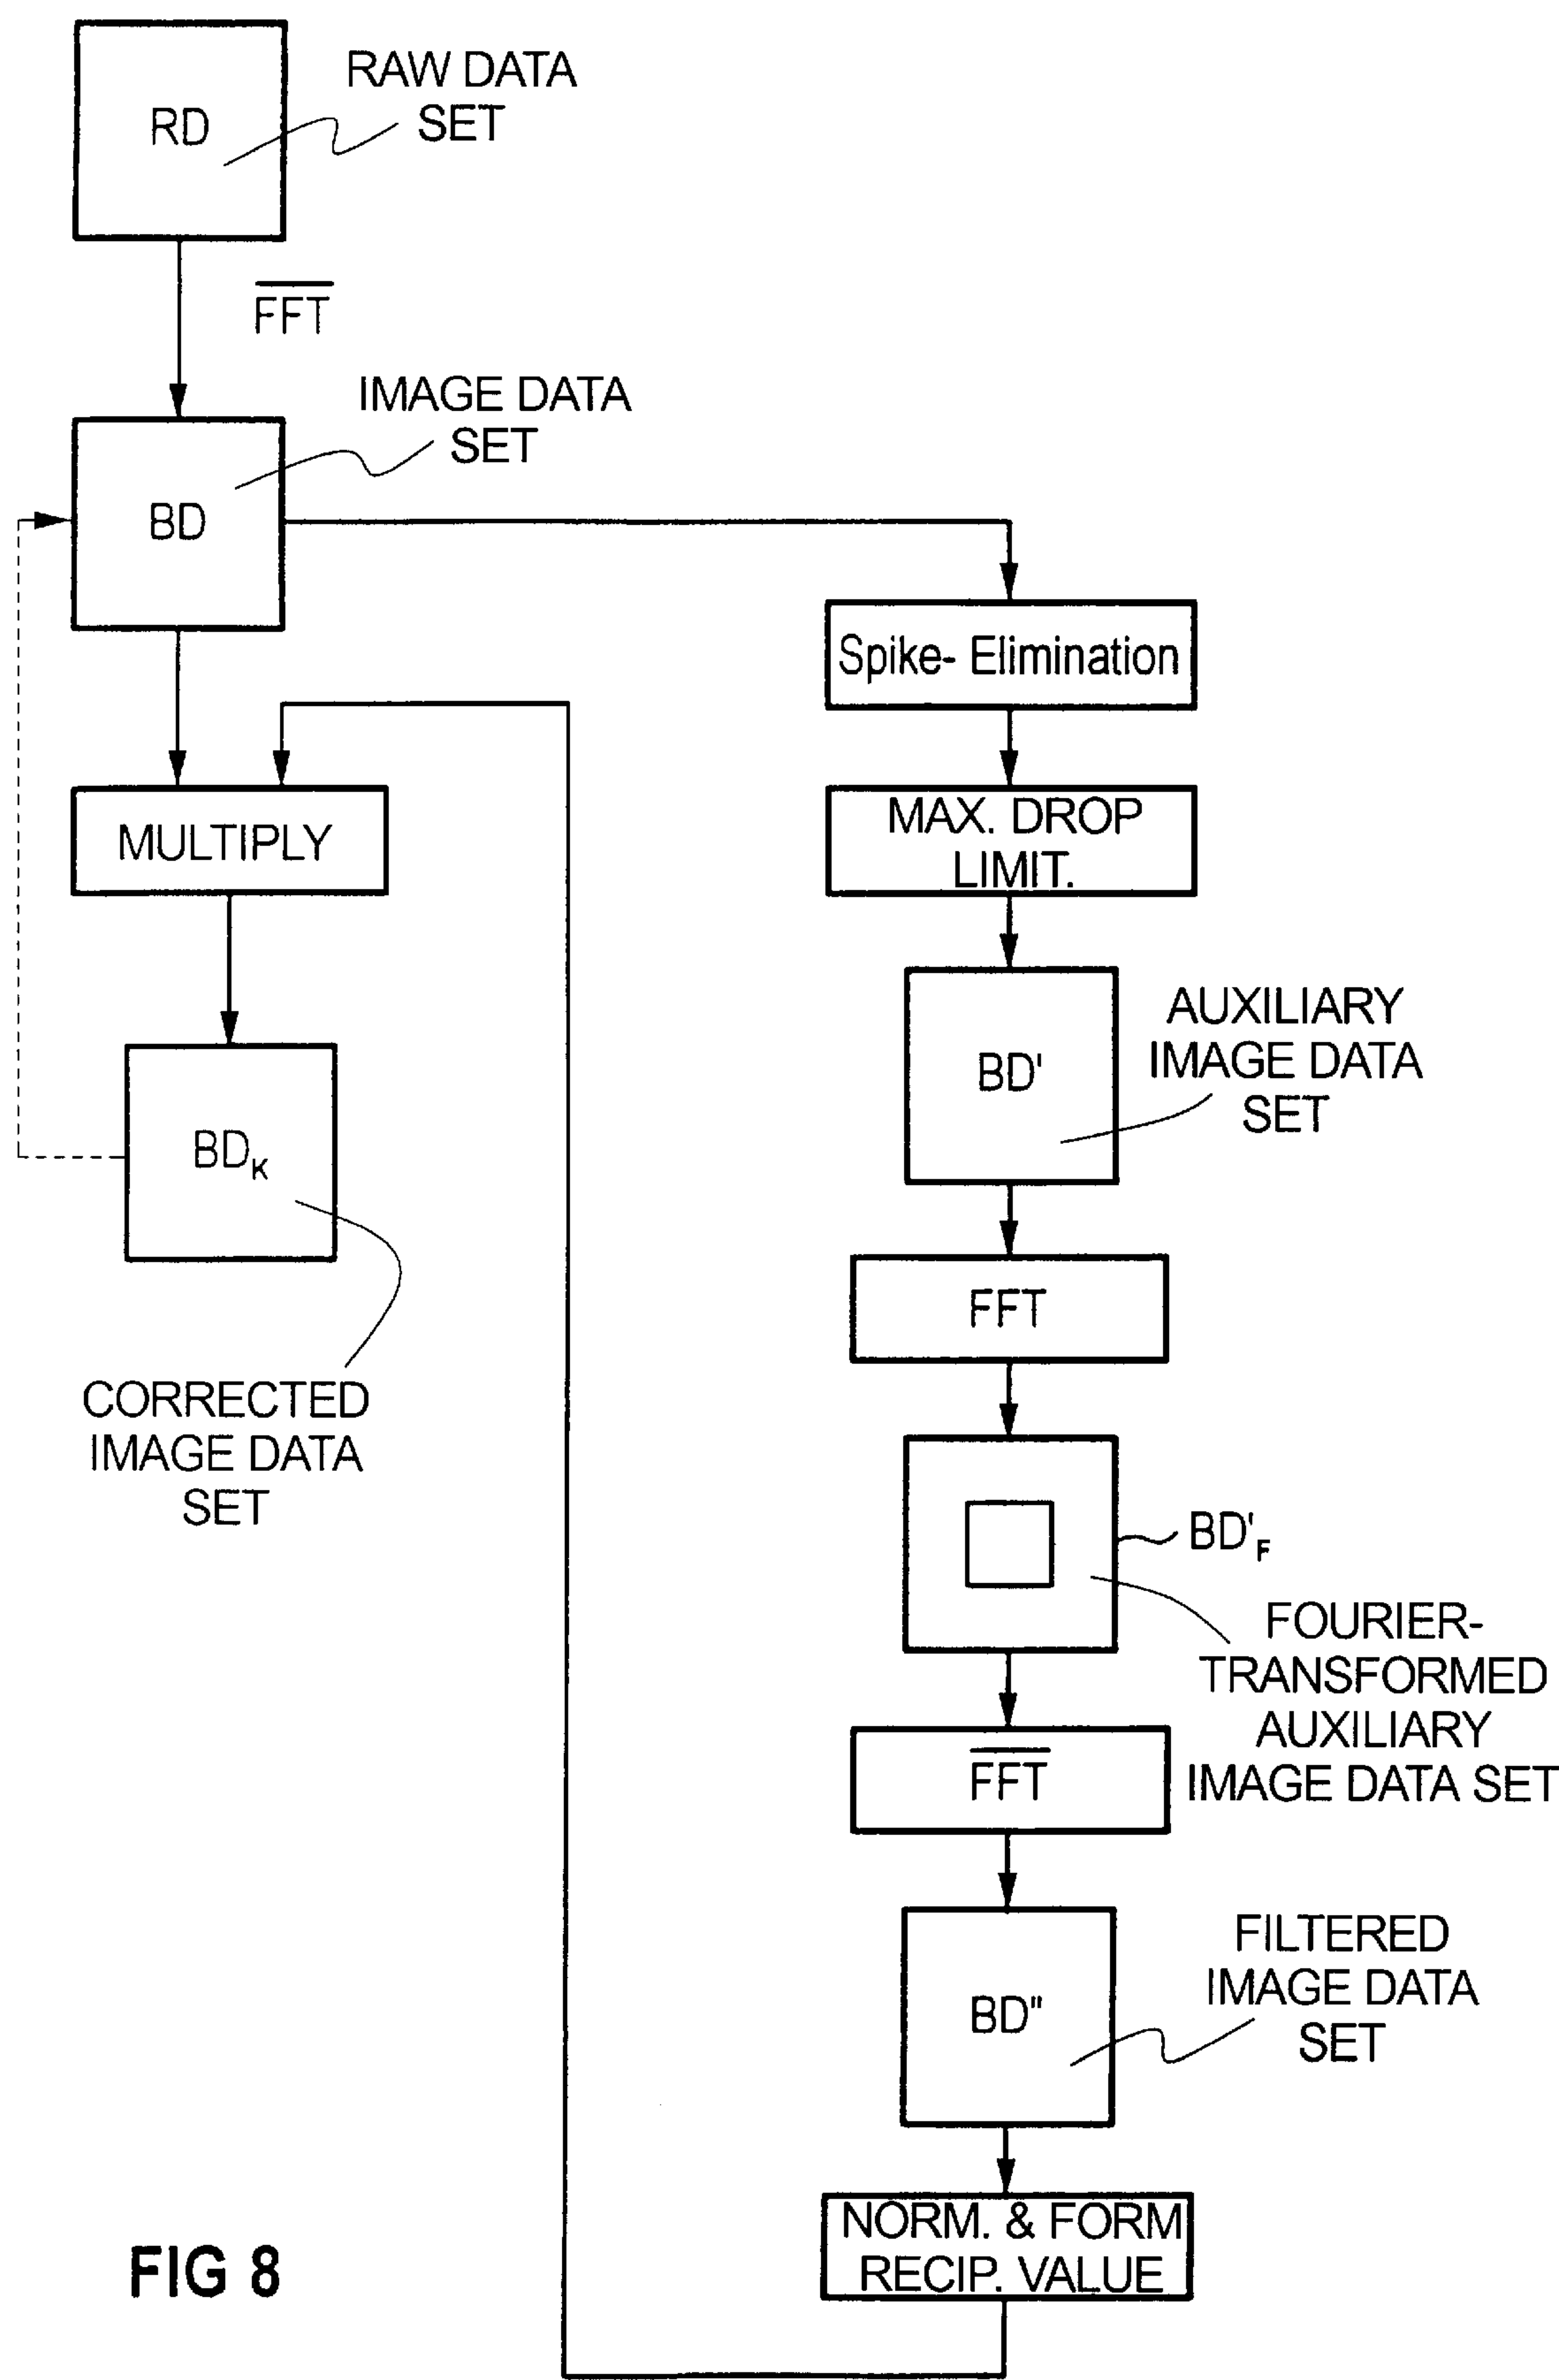 RD
RAW DATA
SET
FFT
IMAGE DATA
SET
BD
Spike- Elimination
MULTIPLY
MAX. DROP
LIMIT.
BD'
AUXILIARY
IMAGE DATA
SET
BDK
FFT
CORRECTED
IMAGE DATA
SET
BD'F
FOURIER-
TRANSFORMED
AUXILIARY
IMAGE DATA SET
FFT
BD"
FILTERED
IMAGE DATA
SET
NORM. & FORM
RECIP. VALUE
FIG 8